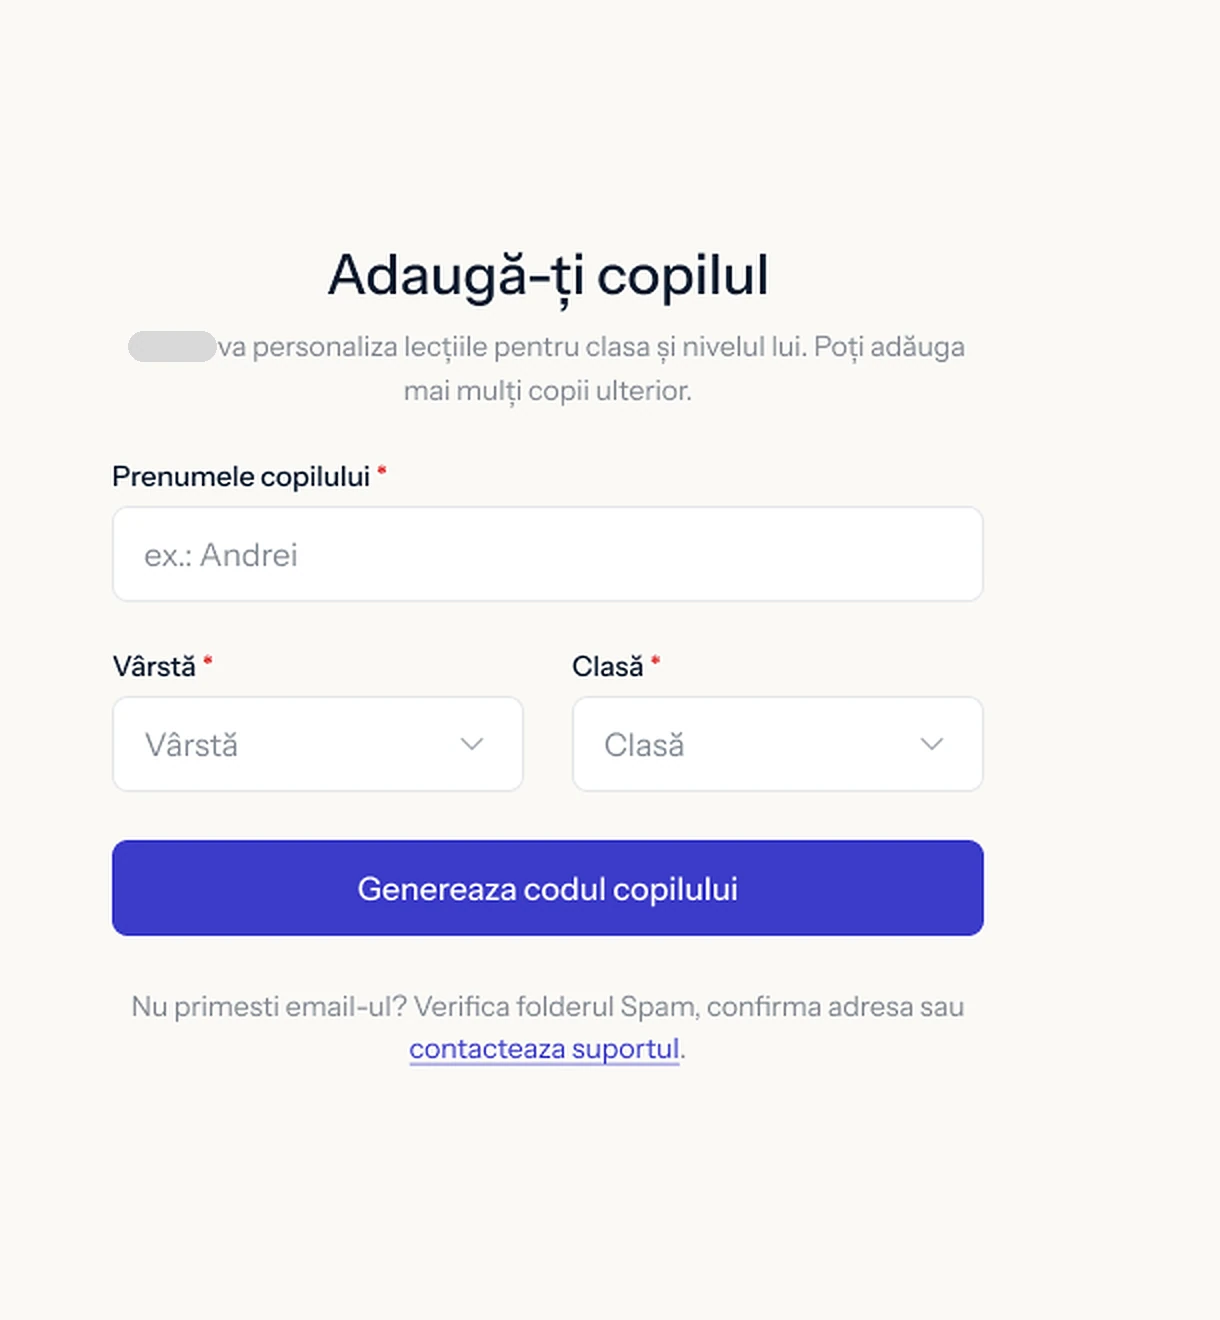 Adaugă-ți copilul
va personaliza lecțiile pentru clasa și nivelul lui. Poți adăuga
mai mulți copii ulterior.
Prenumele copilului *
ex.: Andrei
Vârstă *
Clasă *
Vârstă
Clasă
Genereaza codul copilului
Nu primesti email-ul? Verifica folderul Spam, confirma adresa sau
contacteaza suportul.